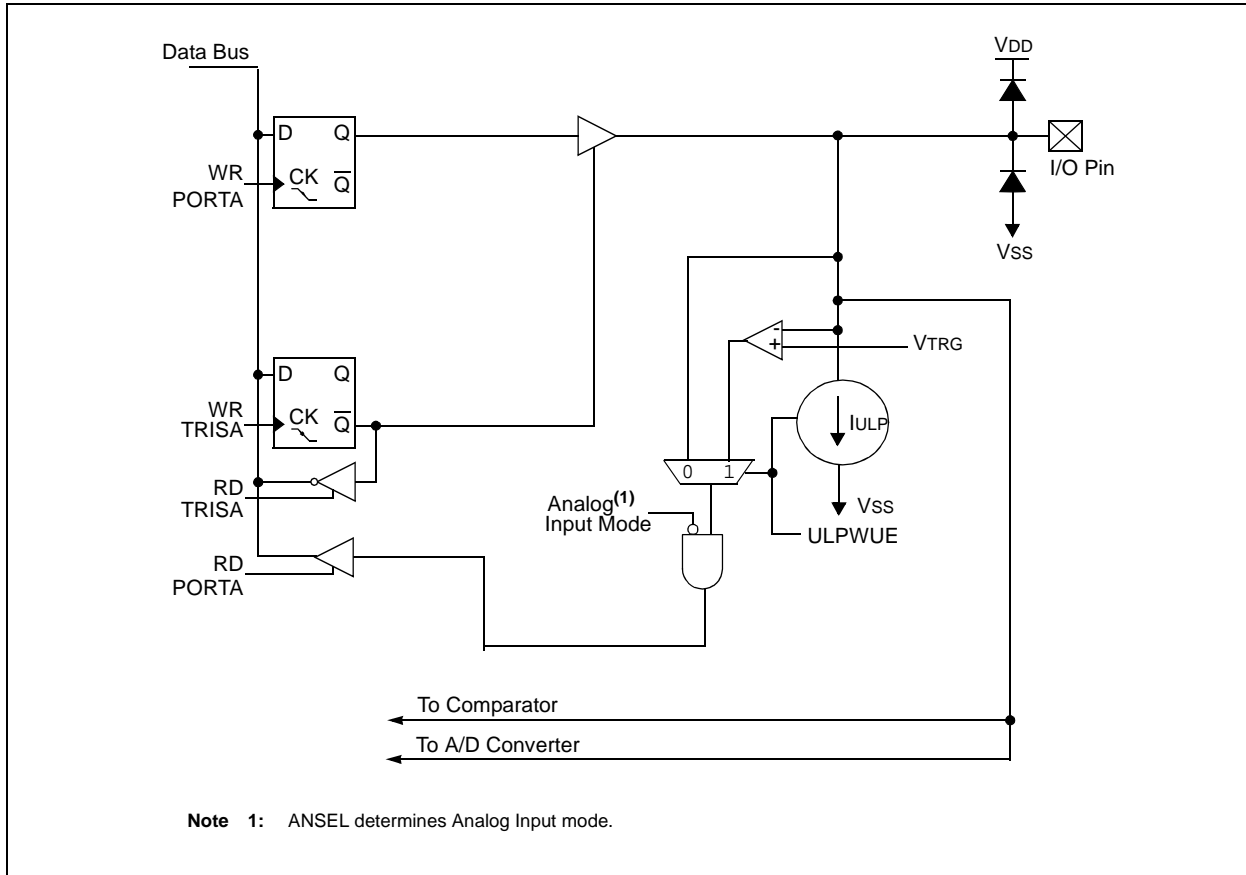 Data Bus
VDD
D Q
WR
PORTA
CK Q
I/O Pin
VSS
-
+
VTRG
D Q
WR
TRISA
CK Q
IULP
0 1
RD
TRISA
Analog(1)
Input Mode
VSS
ULPWUE
RD
PORTA
To Comparator
To A/D Converter
Note 1: ANSEL determines Analog Input mode.